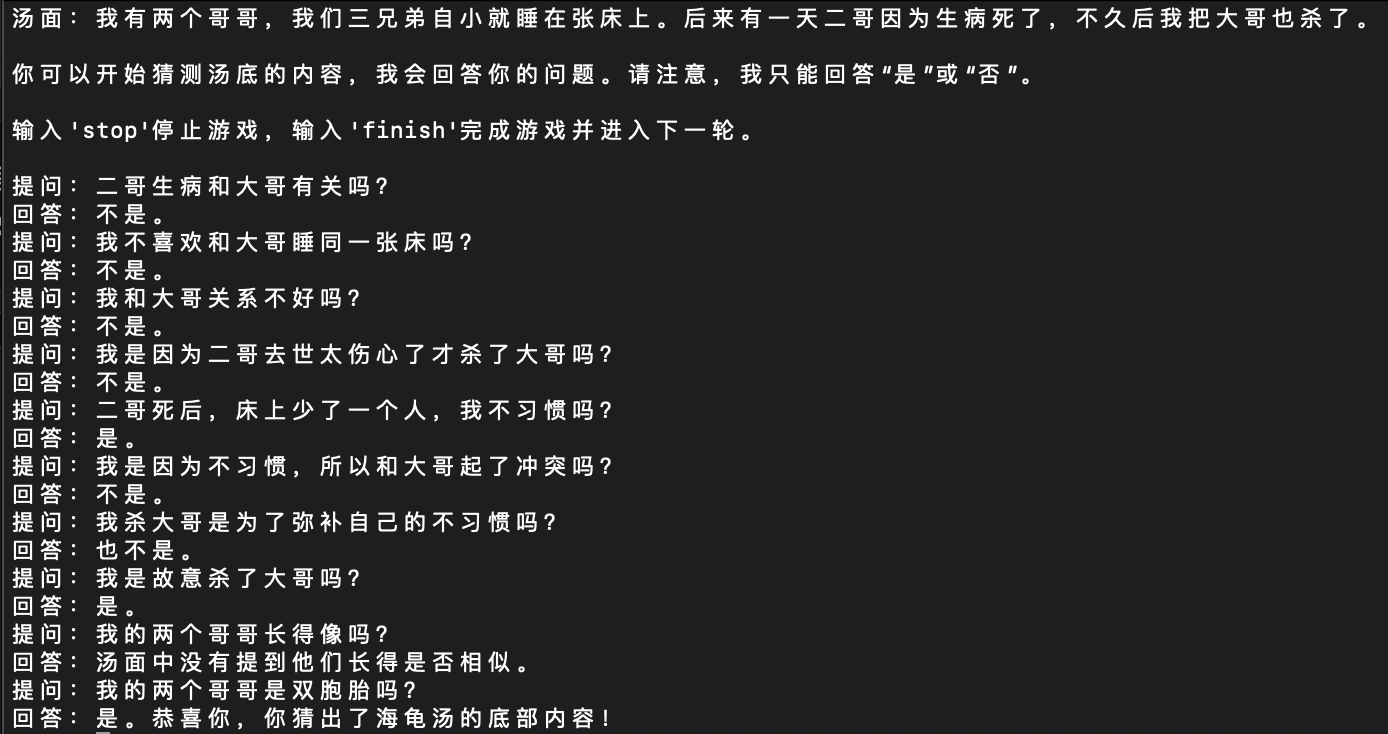 汤面：我有两个哥哥，我们三兄弟自小就睡在张床上。后来有一天二哥因为生病死了，不久后我把大哥也杀了。
你可以开始猜测汤底的内容，我会回答你的问题。请注意，我只能回答“是”或“否”。
输入'stop'停止游戏，输入'finish'完成游戏并进入下一轮。
提问：二哥生病和大哥有关吗？
回答：不是。
提问：我不喜欢和大哥睡同一张床吗？
回答：不是。
提问：我和大哥关系不好吗？
回答：不是。
提问：我是因为二哥去世太伤心了才杀了大哥吗？
回答：不是。
提问：二哥死后，床上少了一个人，我不习惯吗？
回答：是。
提问：我是因为不习惯，所以和大哥起了冲突吗？
回答：不是。
提问：我杀大哥是为了弥补自己的不习惯吗？
回答：也不是。
提问：我是故意杀了大哥吗？
回答：是。
提问：我的两个哥哥长得像吗？
回答：汤面中没有提到他们长得是否相似。
提问：我的两个哥哥是双胞胎吗？
回答：是。恭喜你，你猜出了海龟汤的底部内容！